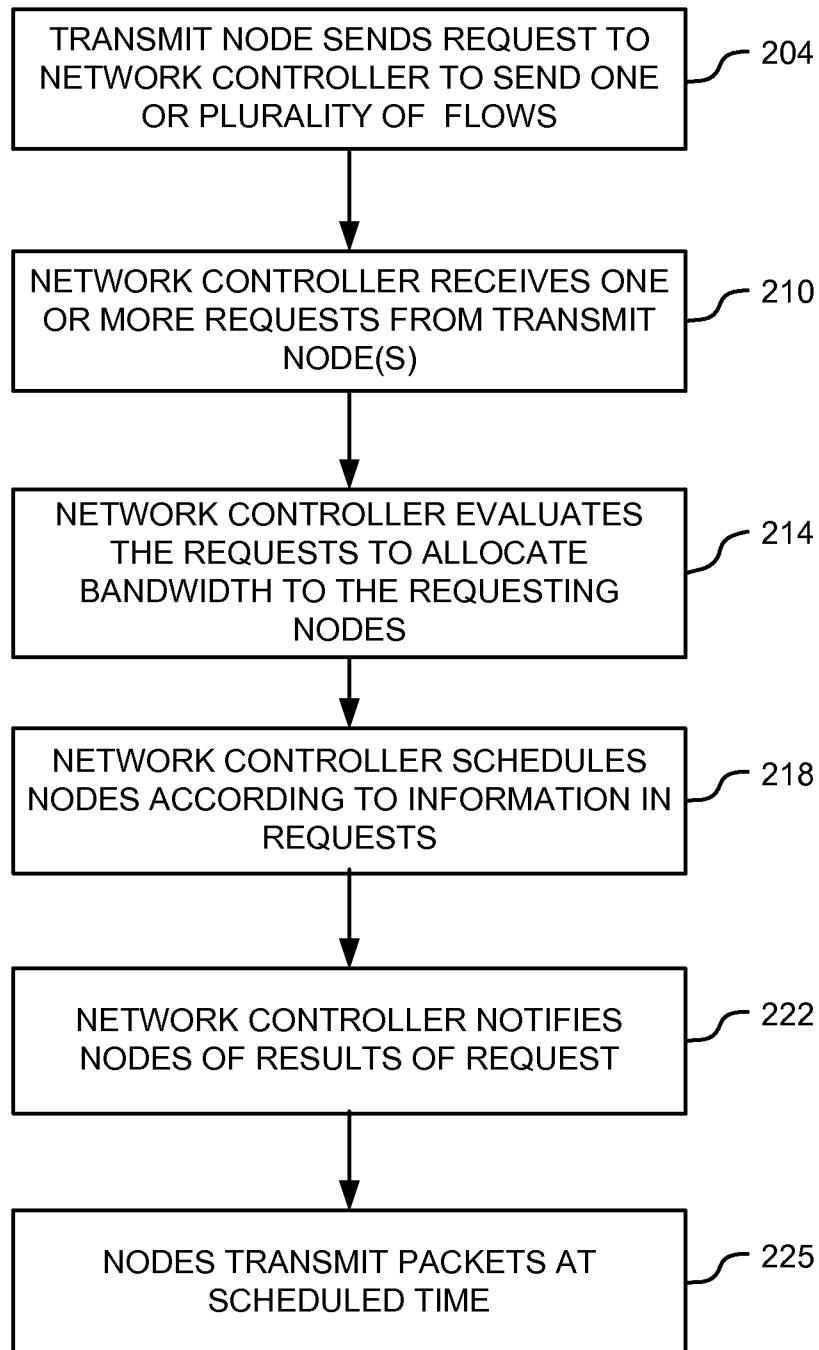 TRANSMIT NODE SENDS REQUEST TO
NETWORK CONTROLLER TO SEND ONE
OR PLURALITY OF FLOWS
204
NETWORK CONTROLLER RECEIVES ONE
OR MORE REQUESTS FROM TRANSMIT
NODE(S)
210
NETWORK CONTROLLER EVALUATES
THE REQUESTS TO ALLOCATE
BANDWIDTH TO THE REQUESTING
NODES
214
NETWORK CONTROLLER SCHEDULES
NODES ACCORDING TO INFORMATION IN
REQUESTS
218
NETWORK CONTROLLER NOTIFIES
NODES OF RESULTS OF REQUEST
222
NODES TRANSMIT PACKETS AT
SCHEDULED TIME
225